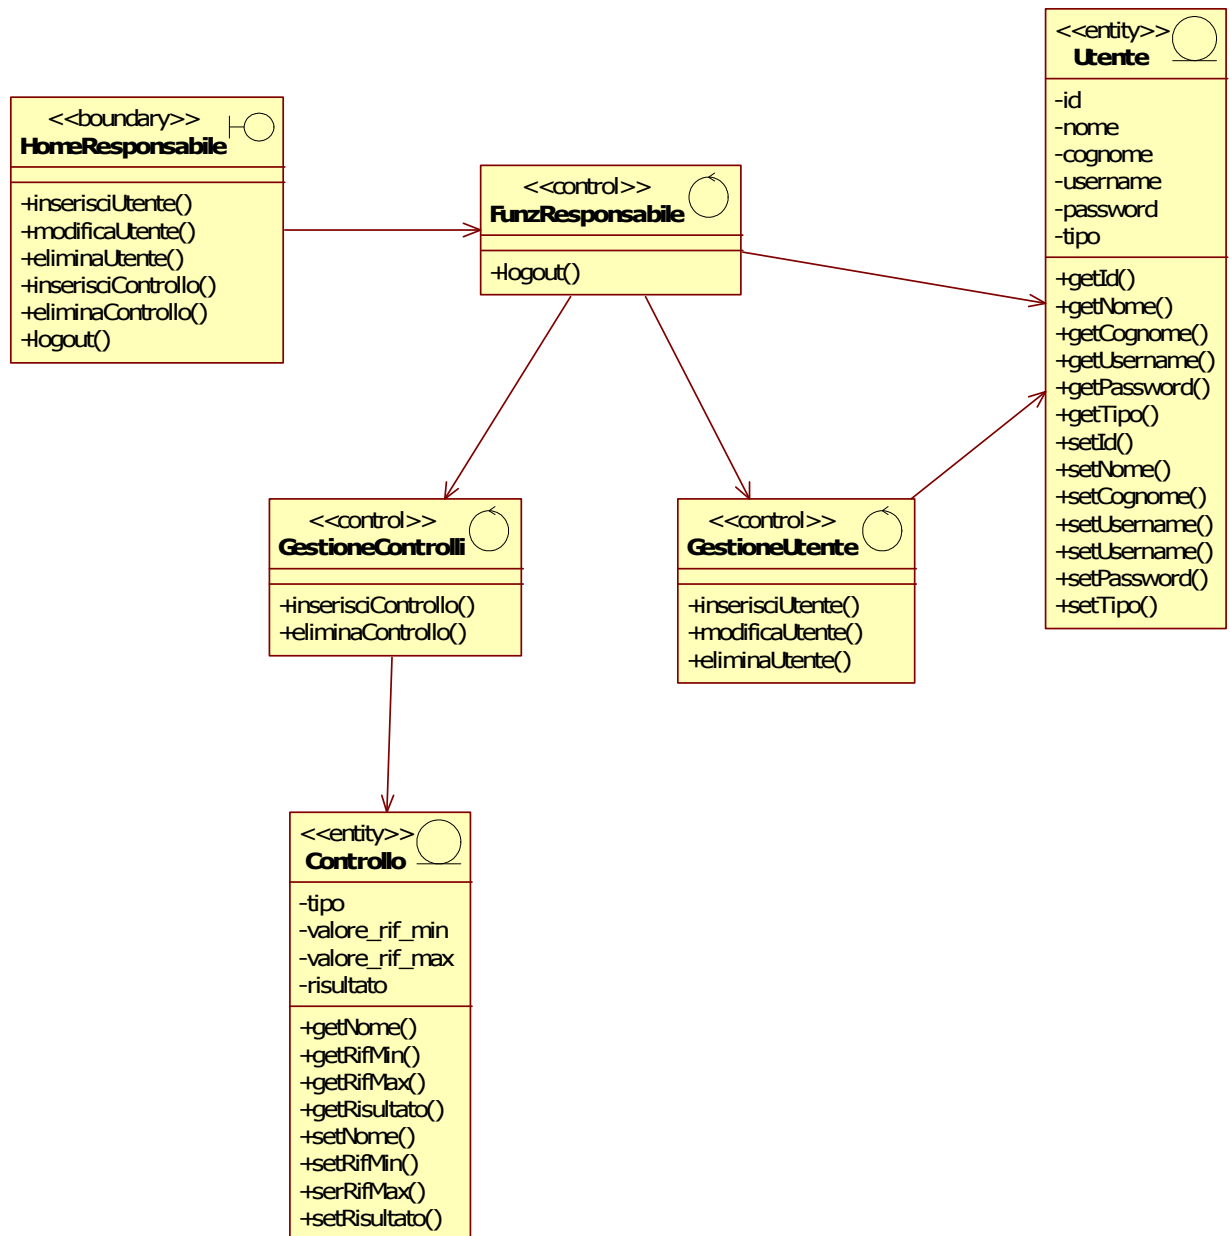 <<boundary>>
HomeResponsabile
+inserisciUtente()
+modificaUtente()
+eliminaUtente()
+inserisciControllo()
+eliminaControllo()
+logout()
<<control>>
FunzResponsabile
+logout()
<<entity>>
Utente
-id
-nome
-cognome
-username
-password
-tipo
+getId()
+getNome()
+getCognome()
+getUsername()
+getPassword()
+getTipo()
+setId()
+setNome()
+setCognome()
+setUsername()
+setUsername()
+setPassword()
+setTipo()
<<control>>
GestioneControlli
+inserisciControllo()
+eliminaControllo()
<<control>>
GestioneUtente
+inserisciUtente()
+modificaUtente()
+eliminaUtente()
<<entity>>
Controllo
-tipo
-valore_rif_min
-valore_rif_max
-risultato
+getNome()
+getRifMin()
+getRifMax()
+getRisultato()
+setNome()
+setRifMin()
+serRifMax()
+setRisultato()